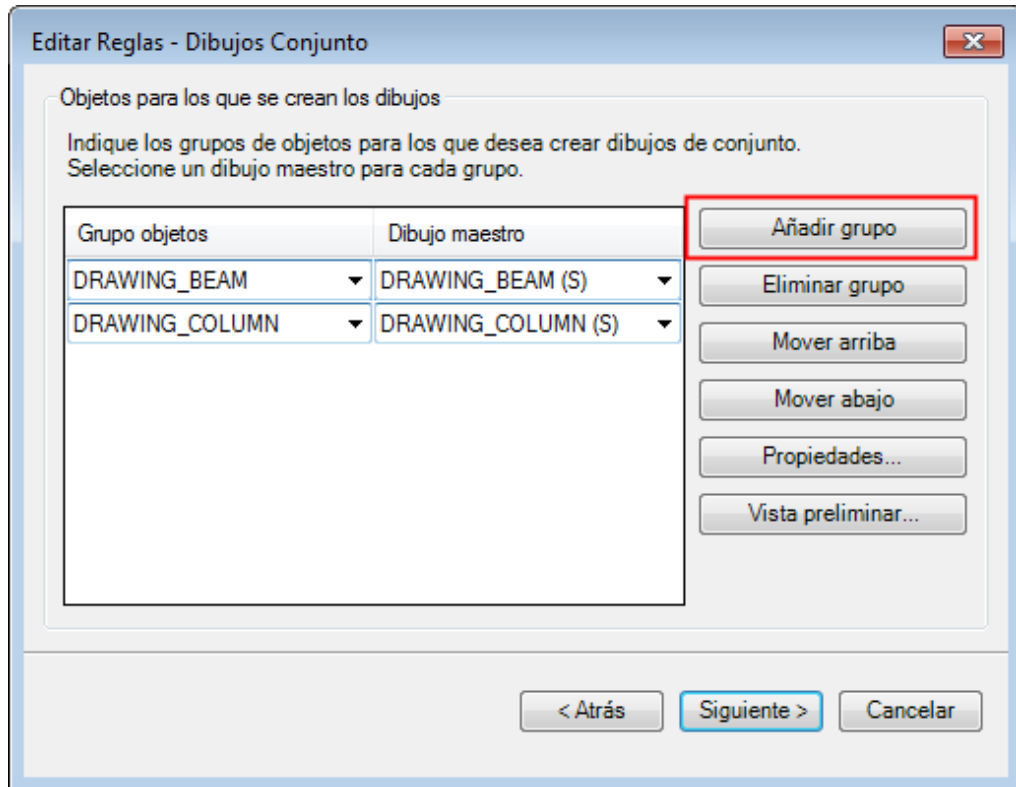 Editar Reglas - Dibujos Conjunto
Objetos para los que se crean los dibujos
Indique los grupos de objetos para los que desea crear dibujos de conjunto.
Seleccione un dibujo maestro para cada grupo.
Grupo objetos Dibujo maestro
DRAWING_BEAM DRAWING_BEAM (S)
DRAWING_COLUMN DRAWING_COLUMN (S)
Añadir grupo
Eliminar grupo
Mover arriba
Mover abajo
Propiedades...
Vista preliminar...
< Atrás Siguiente > Cancelar